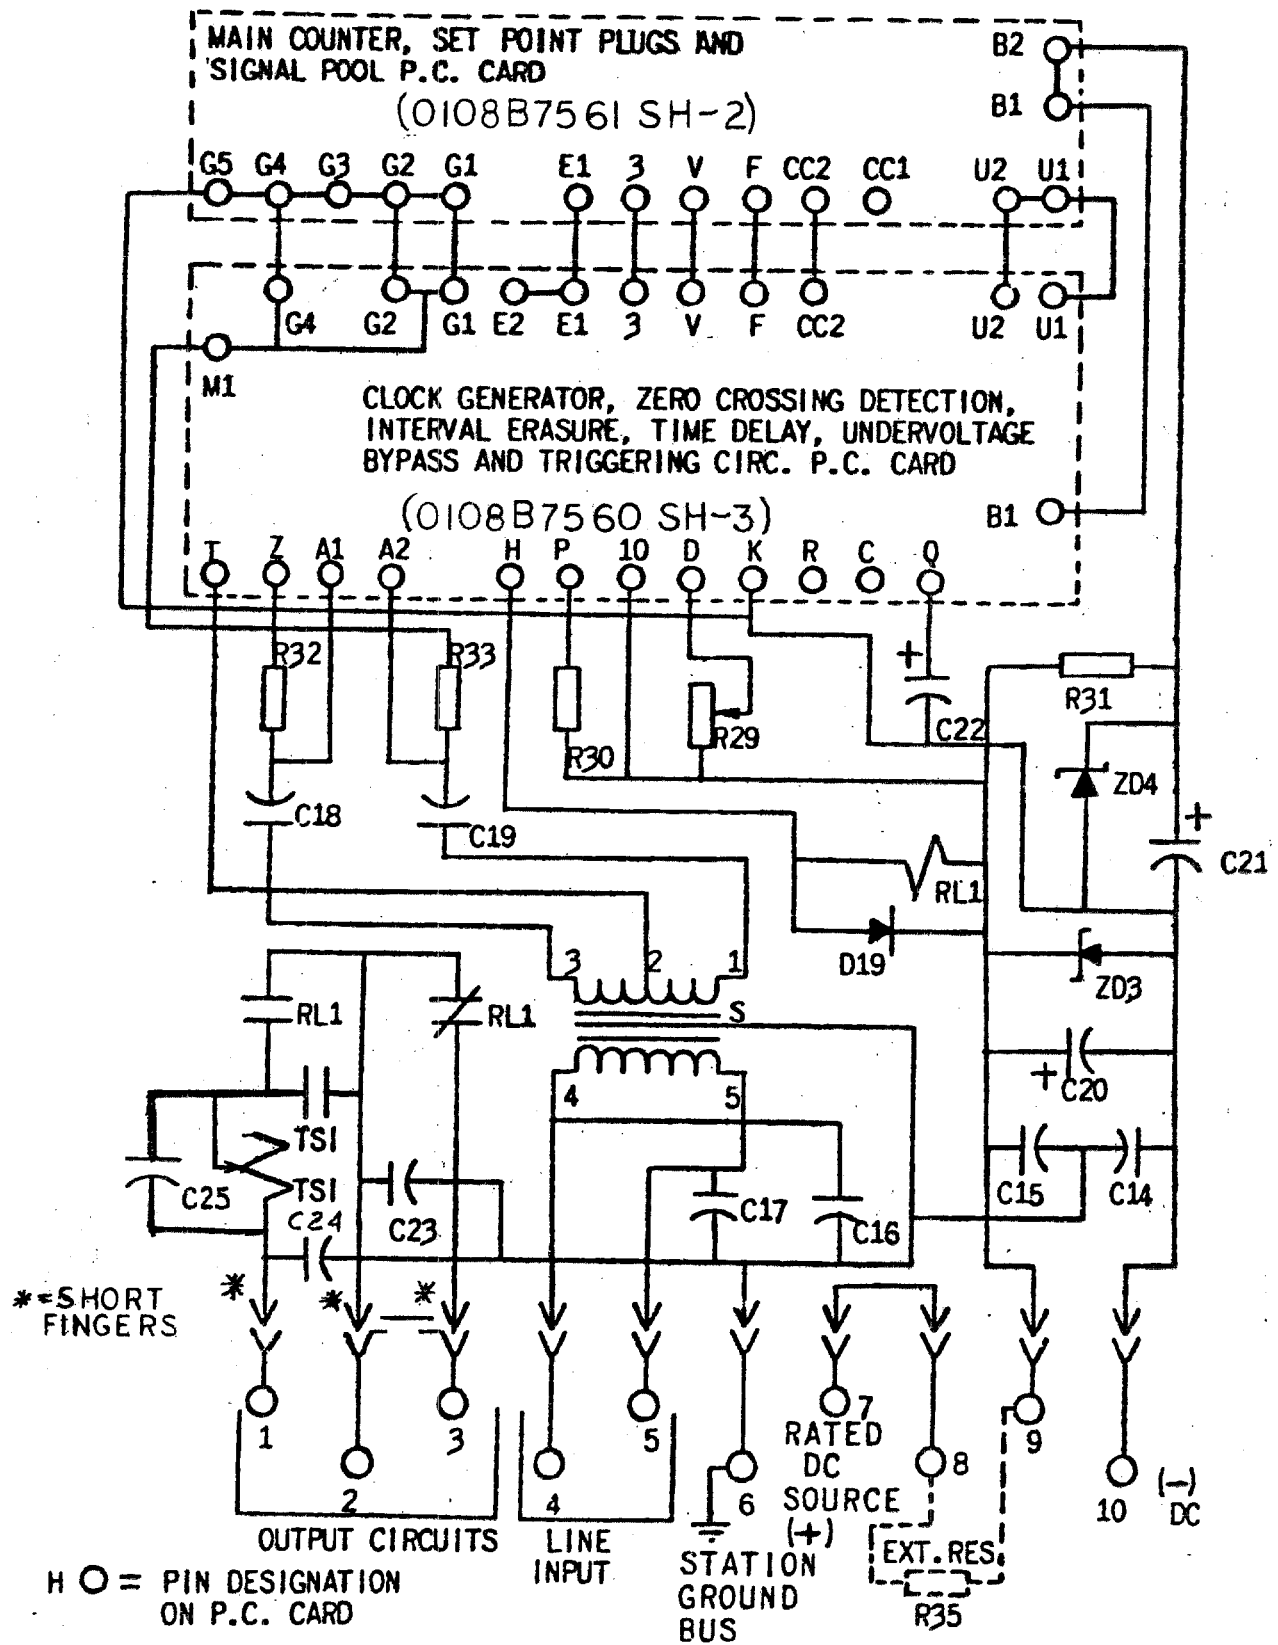 MAIN COUNTER, SET POINT PLUGS AND
SIGNAL POOL P.C. CARD
(0108B7561 SH-2)
B2
B1
G5 G4 G3 G2 G1 E1 3 V F CC2 CC1 U2 U1
G4 G2 G1 E2 E1 3 V F CC2 U2 U1
M1
CLOCK GENERATOR, ZERO CROSSING DETECTION,
INTERVAL ERASURE, TIME DELAY, UNDERVOLTAGE
BYPASS AND TRIGGERING CIRC. P.C. CARD
(0108B7560 SH-3)
B1
T Z A1 A2 H P 10 D K R C Q
R32 R33 + R31
R30 R29 C22
ZD4
C18 C19 + C21
RL1
D19
3 2 1
ZD3
RL1 RL1 S
4 5
+ C20
TS1
TS1
C25 C24 C23 C17 C16 C15 C14
*=SHORT
FINGERS
* * *
1 2 3 4 5 6 7 8 9 10
OUTPUT CIRCUITS
LINE
INPUT
STATION
GROUND
BUS
RATED
DC
SOURCE
(+)
(-)
DC
EXT. RES.
R35
H O = PIN DESIGNATION
ON P.C. CARD